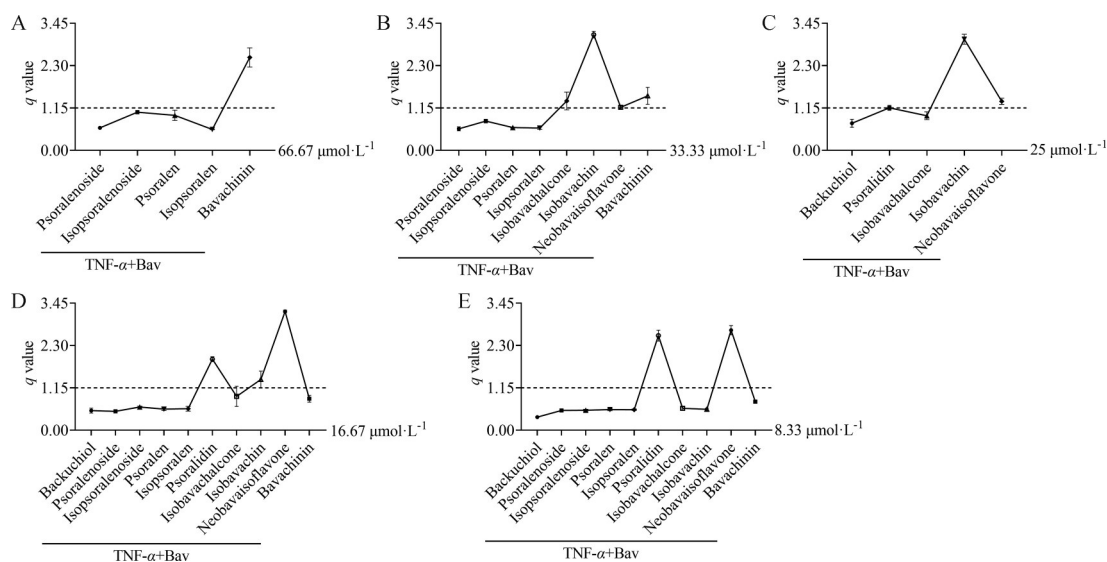 A
3.45
2.30
1.15
0.00
q value
66.67 μmol·L-1
Psoralenoside
Isopsoralenoside
Psoralen
Isopsoralen
Bavachinin
TNF-α+Bav
B
3.45
2.30
1.15
0.00
q value
33.33 μmol·L-1
Psoralenoside
Isopsoralenoside
Psoralen
Isopsoralen
Isobavachalcone
Isobavachin
Neobavaisoflavone
Bavachinin
TNF-α+Bav
C
3.45
2.30
1.15
0.00
q value
25 μmol·L-1
Backuchiol
Psoralidin
Isobavachalcone
Isobavachin
Neobavaisoflavone
TNF-α+Bav
D
3.45
2.30
1.15
0.00
q value
16.67 μmol·L-1
Backuchiol
Psoralenoside
Isopsoralenoside
Psoralen
Isopsoralen
Psoralidin
Isobavachalcone
Isobavachin
Neobavaisoflavone
Bavachinin
TNF-α+Bav
E
3.45
2.30
1.15
0.00
q value
8.33 μmol·L-1
Backuchiol
Psoralenoside
Isopsoralenoside
Psoralen
Isopsoralen
Psoralidin
Isobavachalcone
Isobavachin
Neobavaisoflavone
Bavachinin
TNF-α+Bav